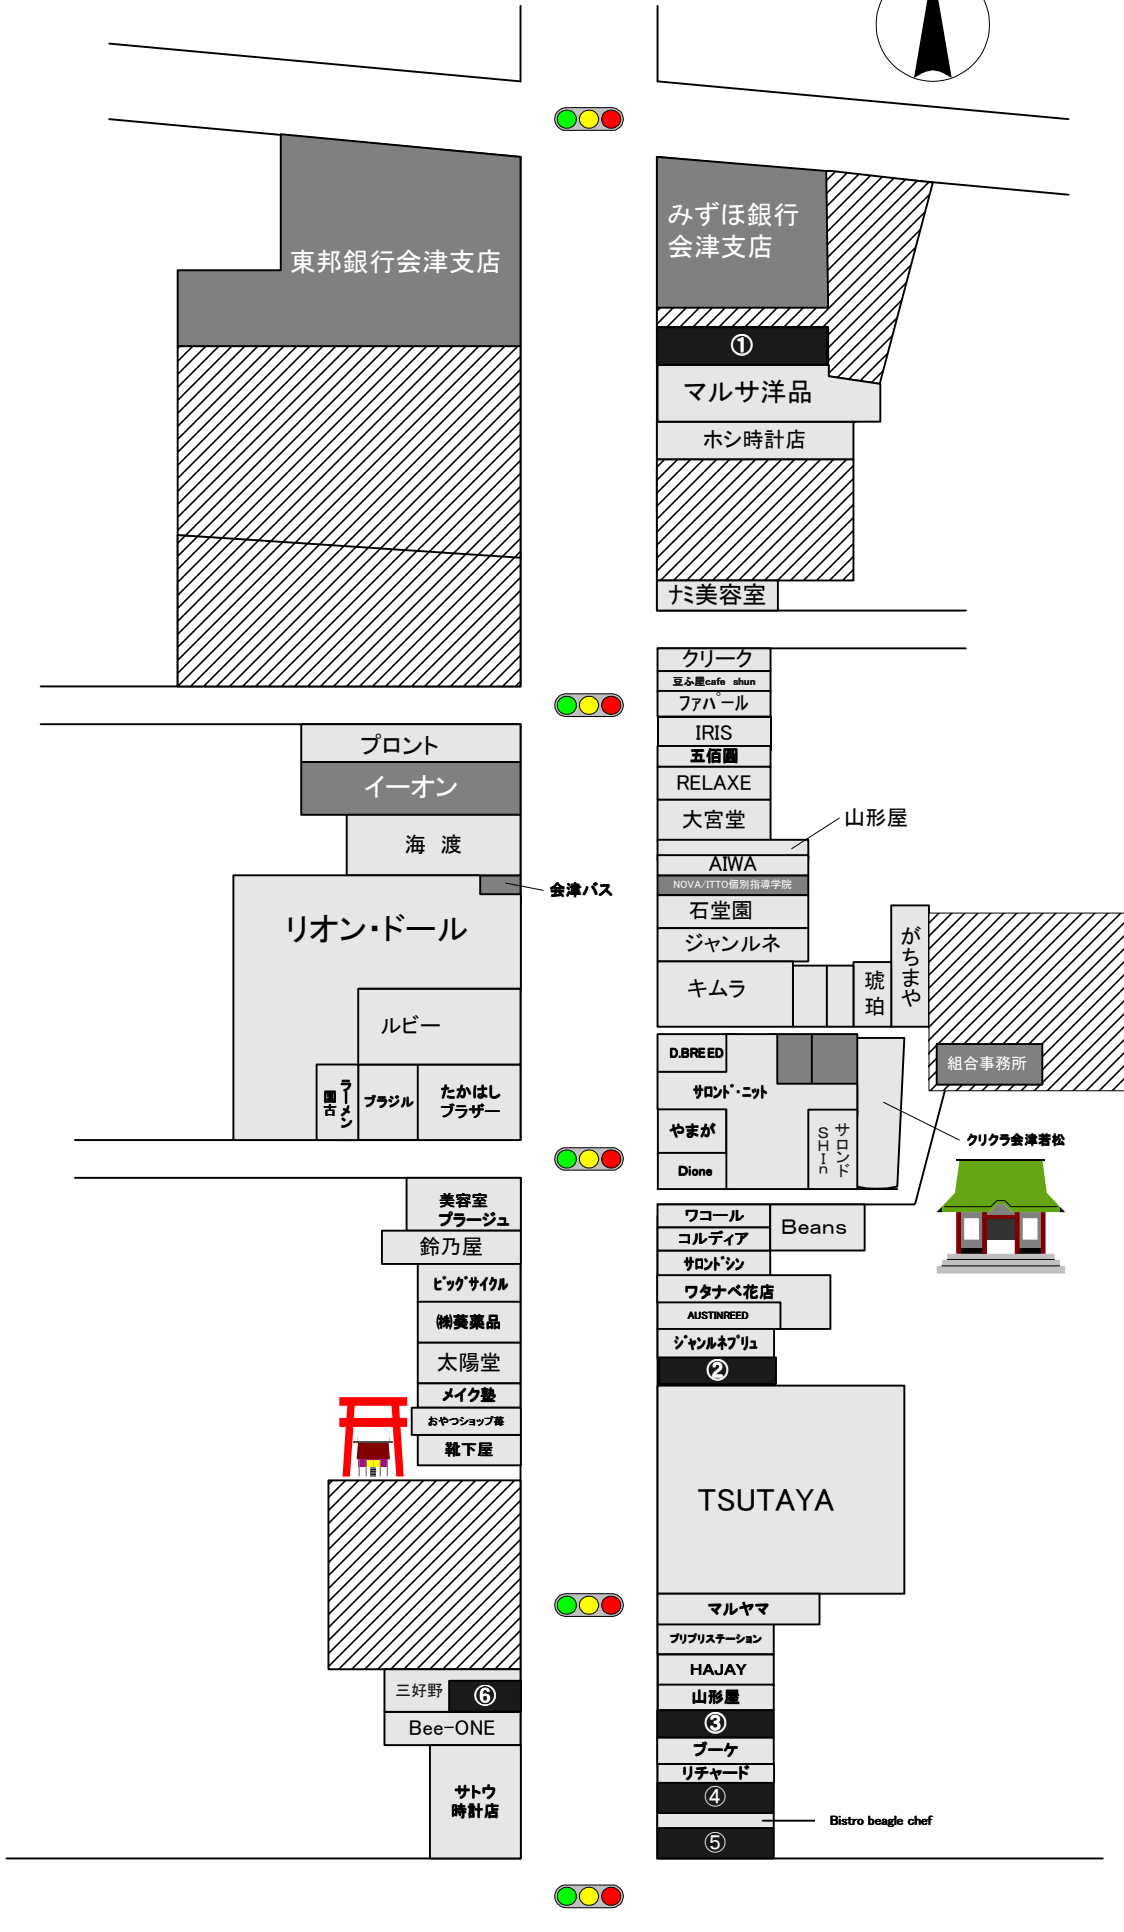 東邦銀行会津支店
みずほ銀行
会津支店
①
マルサ洋品
ホシ時計店
ナミ美容室
クリーク
豆ふ屋cafe shun
ファパール
IRIS
五佰圓
RELAXE
大宮堂
山形屋
AIWA
NOVA/ITTO個別指導学院
石堂園
ジャンルネ
キムラ
琥珀
がちまや
組合事務所
プロント
イーオン
海 渡
会津バス
リオン・ドール
ルビー
ラーメン
国古
ブラジル
たかはし
ブラザー
D.BREED
サロンド・ニット
やまが
Dione
サロンド
SHIn
クリクラ会津若松
美容室
プラージュ
鈴乃屋
ビッグサイクル
㈱葵薬品
太陽堂
メイク塾
おやつショップ苺
靴下屋
ワコール
コルディア
Beans
サロンドシン
ワタナベ花店
AUSTINREED
ジャンルネプリュ
②
TSUTAYA
マルヤマ
プリプリステーション
HAJAY
山形屋
③
ブーケ
リチャード
④
Bistro beagle chef
⑤
三好野
⑥
Bee-ONE
サトウ
時計店